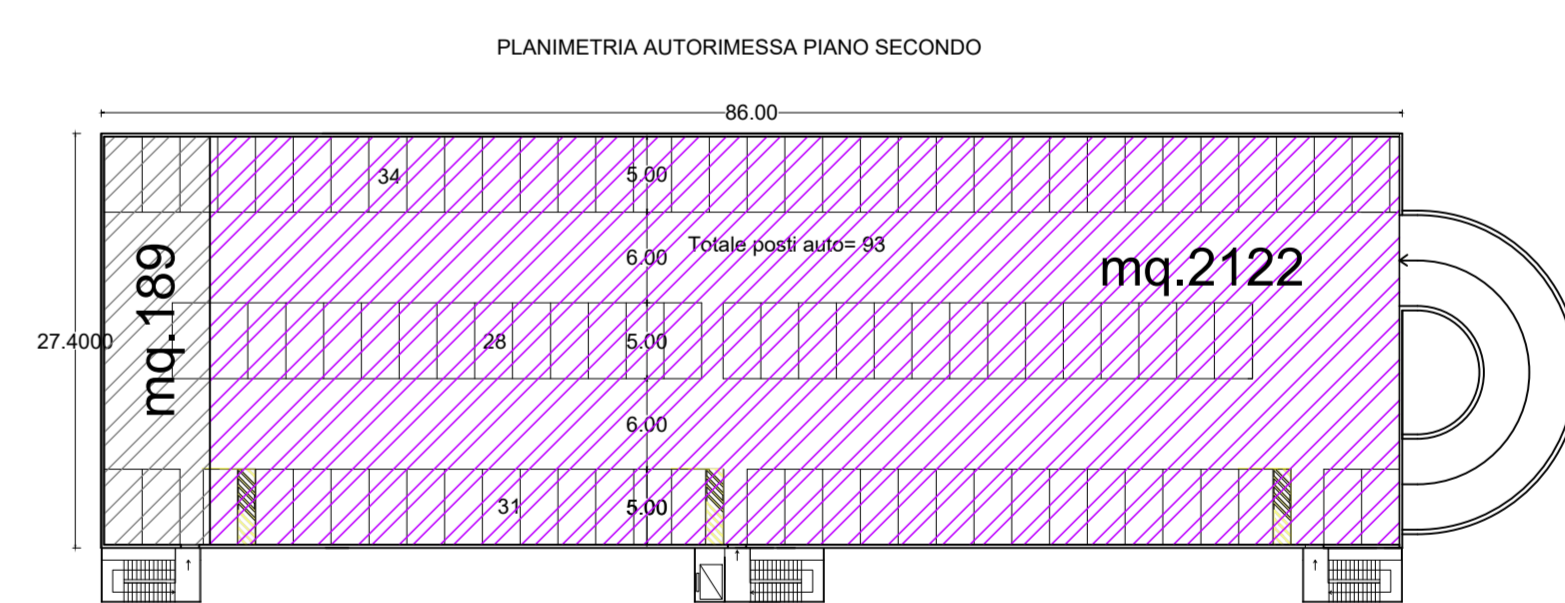 PLANIMETRIA AUTORIMESSA PIANO SECONDO
86.00
34
5.00
Totale posti auto= 93
6.00
mq.2122
mq.189
27.4000
28
5.00
6.00
31
5.00